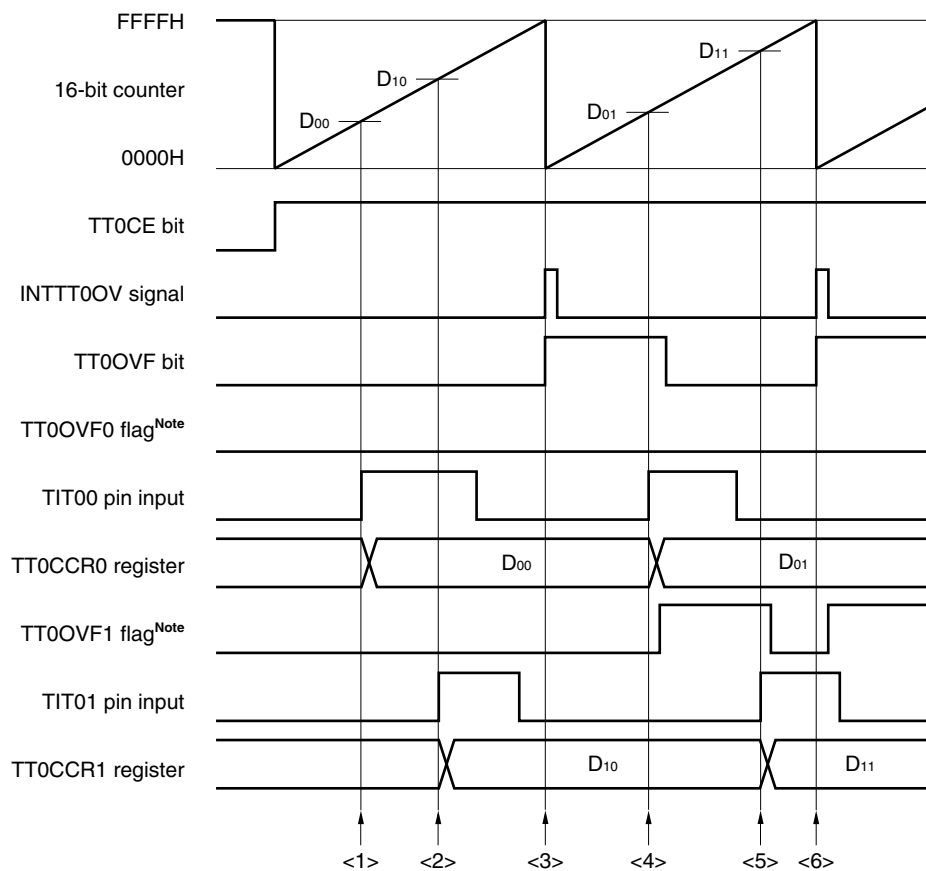 FFFFH
16-bit counter
0000H
D00
D10
D01
D11
TT0CE bit
INTTT0OV signal
TT0OVF bit
TT0OVF0 flagNote
TIT00 pin input
TT0CCR0 register
D00
D01
TT0OVF1 flagNote
TIT01 pin input
TT0CCR1 register
D10
D11
<1> <2> <3> <4> <5> <6>